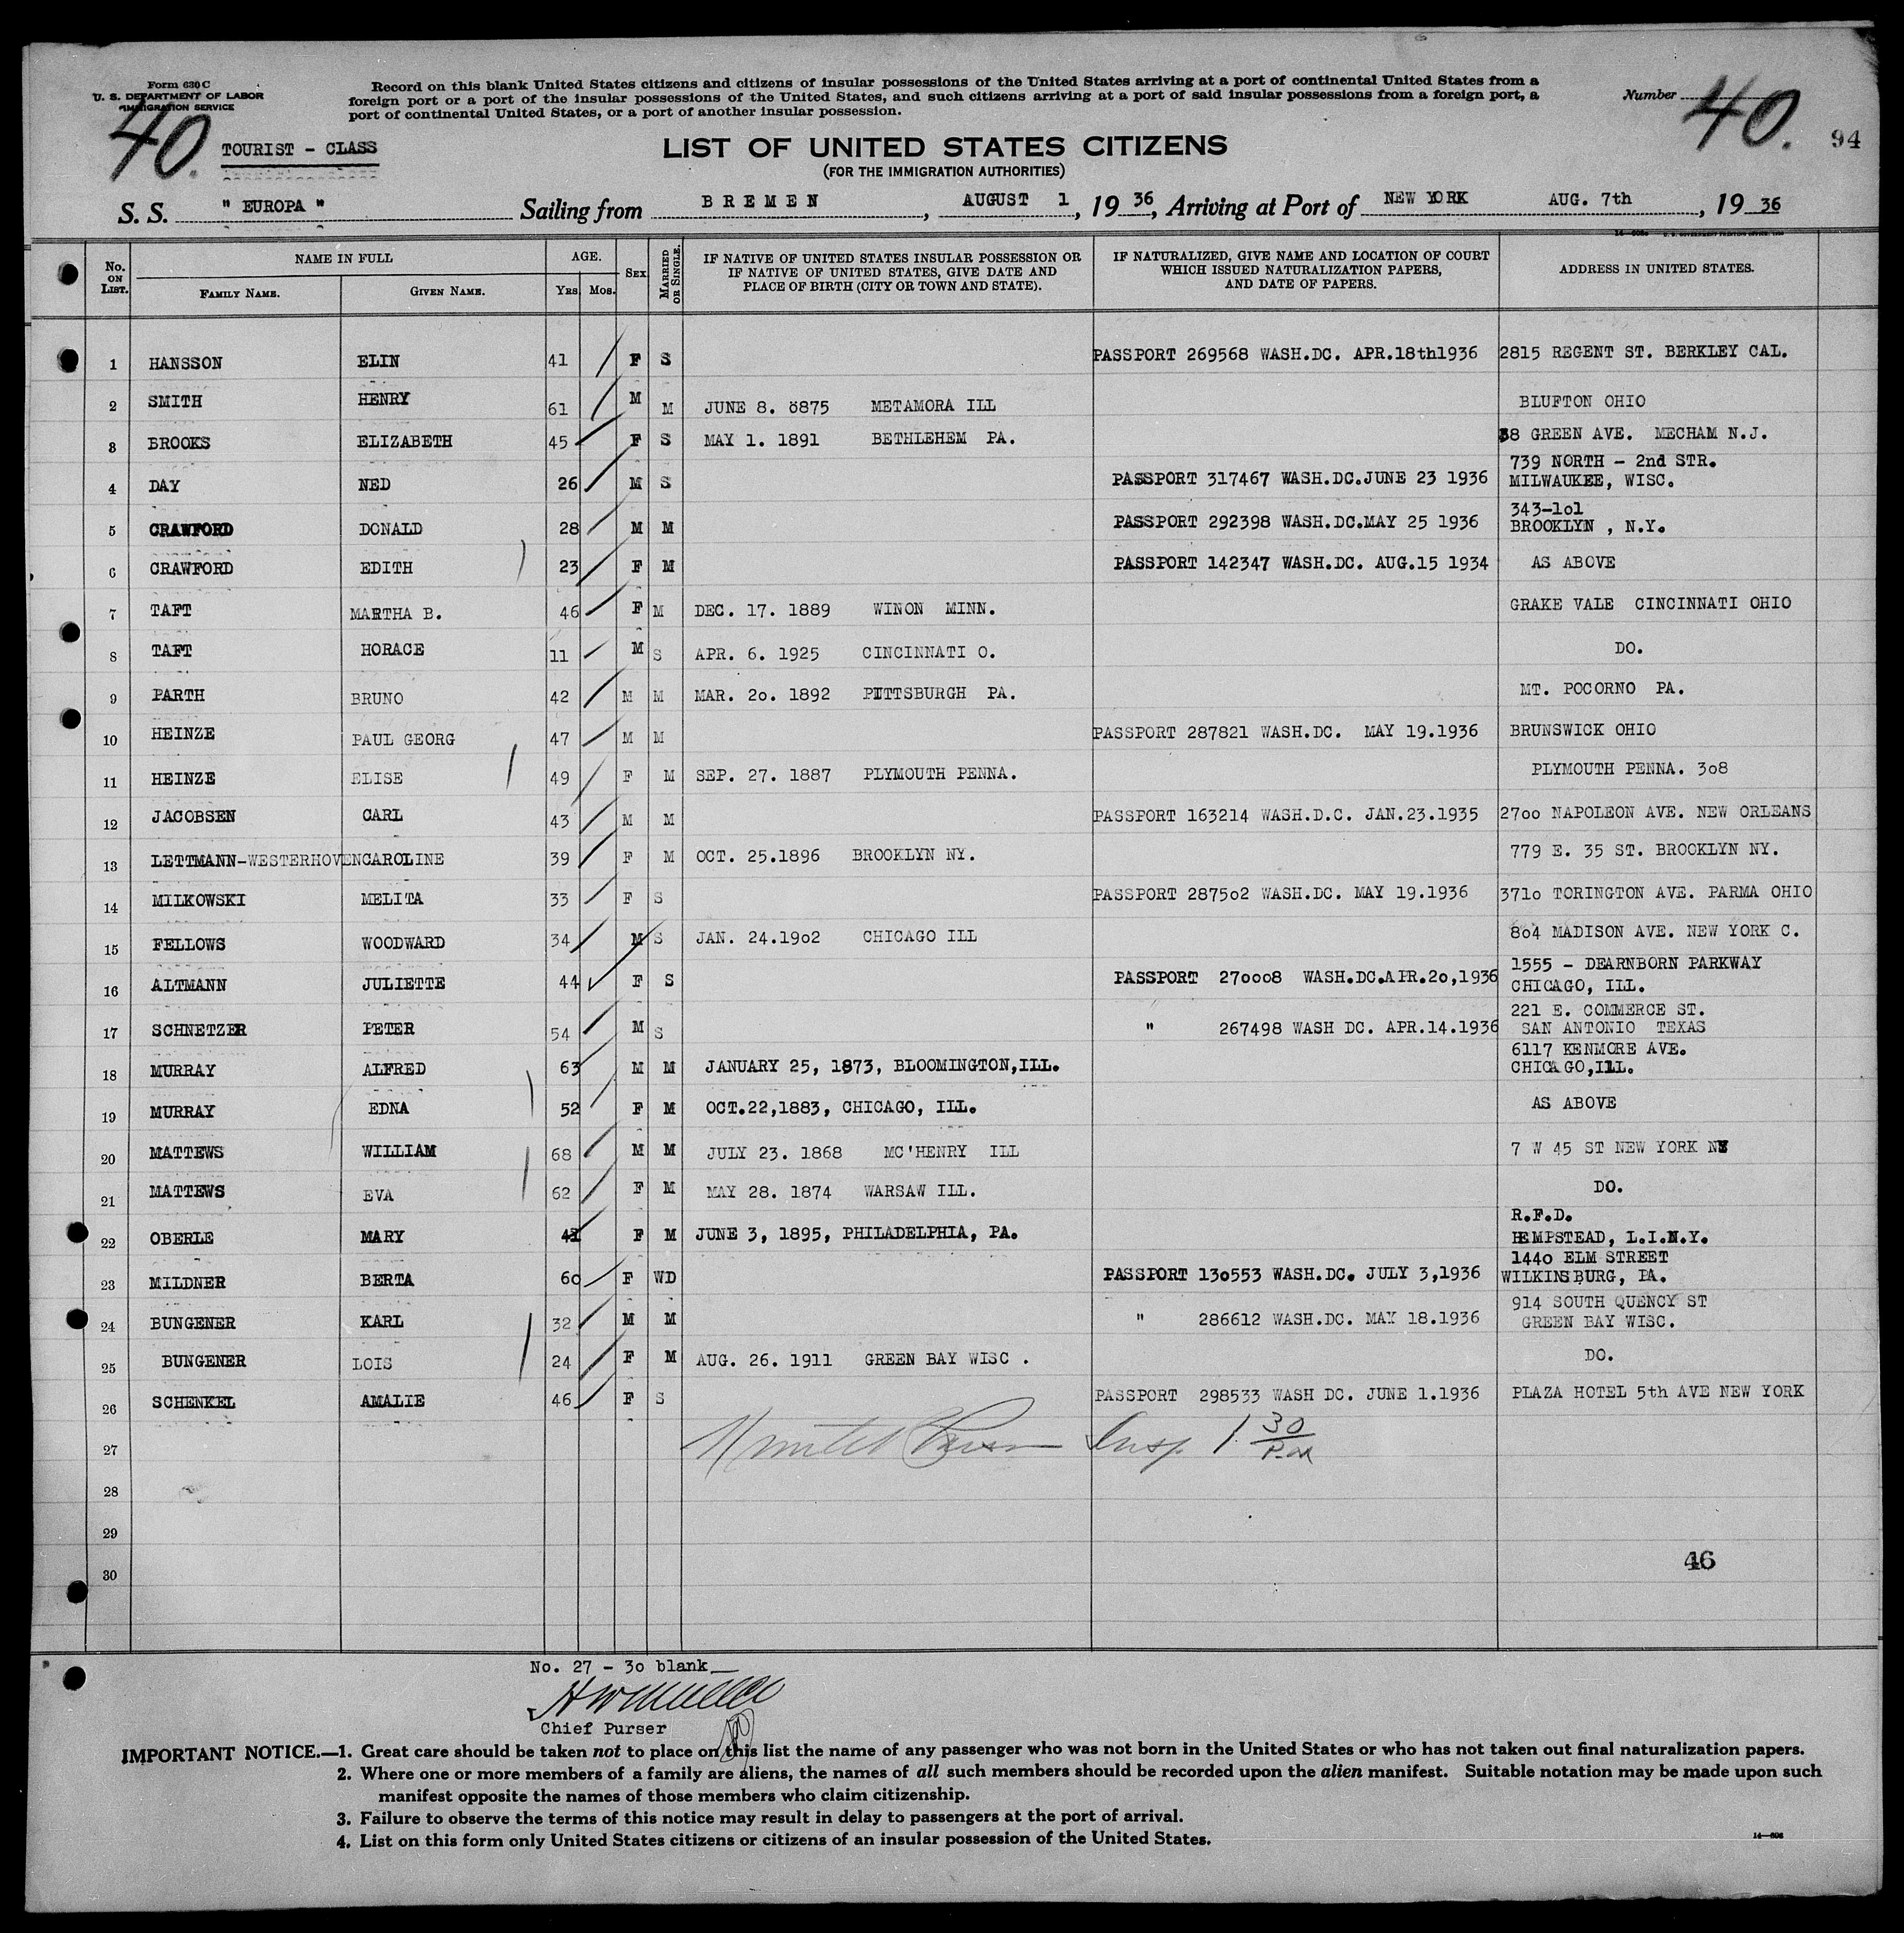 Form 630 C
U. S. DEPARTMENT OF LABOR
IMMIGRATION SERVICE
Record on this blank United States citizens and citizens of insular possessions of the United States arriving at a port of continental United States from a
foreign port or a port of the insular possessions of the United States, and such citizens arriving at a port of said insular possessions from a foreign port, a
port of continental United States, or a port of another insular possession.
Number 40.
40.
94
TOURIST - CLASS
LIST OF UNITED STATES CITIZENS
(FOR THE IMMIGRATION AUTHORITIES)
S. S. " EUROPA " Sailing from BREMEN, AUGUST 1, 1936, Arriving at Port of NEW YORK AUG. 7th, 1936
No. ON LIST. NAME IN FULL FAMILY NAME. GIVEN NAME. AGE. YRS. MOS. SEX MARRIED OR SINGLE. IF NATIVE OF UNITED STATES INSULAR POSSESSION OR IF NATIVE OF UNITED STATES, GIVE DATE AND PLACE OF BIRTH (CITY OR TOWN AND STATE). IF NATURALIZED, GIVE NAME AND LOCATION OF COURT WHICH ISSUED NATURALIZATION PAPERS, AND DATE OF PAPERS. ADDRESS IN UNITED STATES.
1 HANSSON ELIN 41 F S PASSPORT 269568 WASH.DC. APR.18th1936 2815 REGENT ST. BERKLEY CAL.
2 SMITH HENRY 61 M M JUNE 8. 8875 METAMORA ILL BLUFTON OHIO
3 BROOKS ELIZABETH 45 F S MAY 1. 1891 BETHLEHEM PA. 38 GREEN AVE. MECHAM N.J.
4 DAY NED 26 M S PASSPORT 317467 WASH.DC.JUNE 23 1936 739 NORTH - 2nd STR.
MILWAUKEE, WISC.
5 CRAWFORD DONALD 28 M M PASSPORT 292398 WASH.DC.MAY 25 1936 343-1o1
BROOKLYN , N.Y.
6 CRAWFORD EDITH 23 F M PASSPORT 142347 WASH.DC. AUG.15 1934 AS ABOVE
7 TAFT MARTHA B. 46 F M DEC. 17. 1889 WINON MINN. GRAKE VALE CINCINNATI OHIO
8 TAFT HORACE 11 M S APR. 6. 1925 CINCINNATI O. DO.
9 PARTH BRUNO 42 M M MAR. 2o. 1892 PITTSBURGH PA. MT. POCORNO PA.
10 HEINZE PAUL GEORG 47 M M PASSPORT 287821 WASH.DC. MAY 19.1936 BRUNSWICK OHIO
11 HEINZE ELISE 49 F M SEP. 27. 1887 PLYMOUTH PENNA. PLYMOUTH PENNA. 3o8
12 JACOBSEN CARL 43 M M PASSPORT 163214 WASH.D.C. JAN.23.1935 27oo NAPOLEON AVE. NEW ORLEANS
13 LETTMANN-WESTERHOVENCAROLINE 39 F M OCT. 25.1896 BROOKLYN NY. 779 E. 35 ST. BROOKLYN NY.
14 MILKOWSKI MELITA 33 F S PASSPORT 2875o2 WASH.DC. MAY 19.1936 371o TORINGTON AVE. PARMA OHIO
15 FELLOWS WOODWARD 34 M S JAN. 24.19o2 CHICAGO ILL 8o4 MADISON AVE. NEW YORK C.
16 ALTMANN JULIETTE 44 F S PASSPORT 27ooo8 WASH.DC.APR.2o,1936 1555 - DEARNBORN PARKWAY
CHICAGO, ILL.
17 SCHNETZER PETER 54 M S " 267498 WASH DC. APR.14.1936 221 E. COMMERCE ST.
SAN ANTONIO TEXAS
18 MURRAY ALFRED 63 M M JANUARY 25, 1873, BLOOMINGTON,ILL. 6117 KENMORE AVE.
CHICAGO,ILL.
19 MURRAY EDNA 52 F M OCT.22,1883, CHICAGO, ILL. AS ABOVE
20 MATTEWS WILLIAM 68 M M JULY 23. 1868 MC'HENRY ILL 7 W 45 ST NEW YORK NY
21 MATTEWS EVA 62 F M MAY 28. 1874 WARSAW ILL. DO.
22 OBERLE MARY 41 F M JUNE 3, 1895, PHILADELPHIA, PA. R.F.D.
HEMPSTEAD, L.I.N.Y.
23 MILDNER BERTA 6o F WD PASSPORT 13o553 WASH.DC. JULY 3,1936 144o ELM STREET
WILKINSBURG, PA.
24 BUNGENER KARL 32 M M " 286612 WASH.DC. MAY 18.1936 914 SOUTH QUENCY ST
GREEN BAY WISC.
25 BUNGENER LOIS 24 F M AUG. 26. 1911 GREEN BAY WISC . DO.
26 SCHENKEL AMALIE 46 F S PASSPORT 298533 WASH DC. JUNE 1.1936 PLAZA HOTEL 5th AVE NEW YORK
27 Insp. 1 30 P.M
28
29
30
46
No. 27 - 3o blank
Chief Purser
IMPORTANT NOTICE.—1. Great care should be taken not to place on this list the name of any passenger who was not born in the United States or who has not taken out final naturalization papers.
2. Where one or more members of a family are aliens, the names of all such members should be recorded upon the alien manifest. Suitable notation may be made upon such
manifest opposite the names of those members who claim citizenship.
3. Failure to observe the terms of this notice may result in delay to passengers at the port of arrival.
4. List on this form only United States citizens or citizens of an insular possession of the United States.